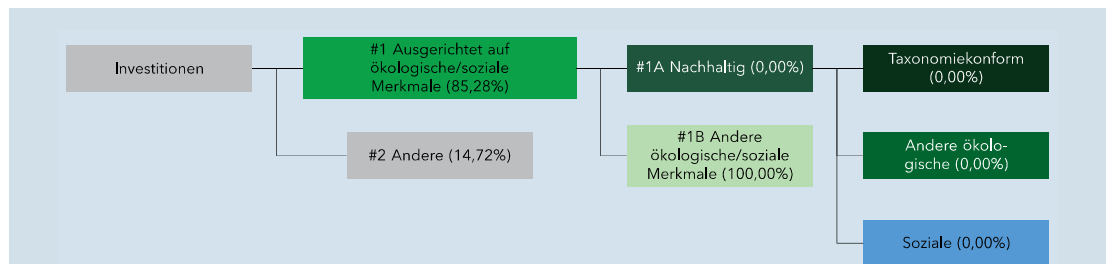 Investitionen
#1 Ausgerichtet auf
ökologische/soziale
Merkmale (85,28%)
#1A Nachhaltig (0,00%)
Taxonomiekonform
(0,00%)
#2 Andere (14,72%)
#1B Andere
ökologische/soziale
Merkmale (100,00%)
Andere ökolo-
gische (0,00%)
Soziale (0,00%)